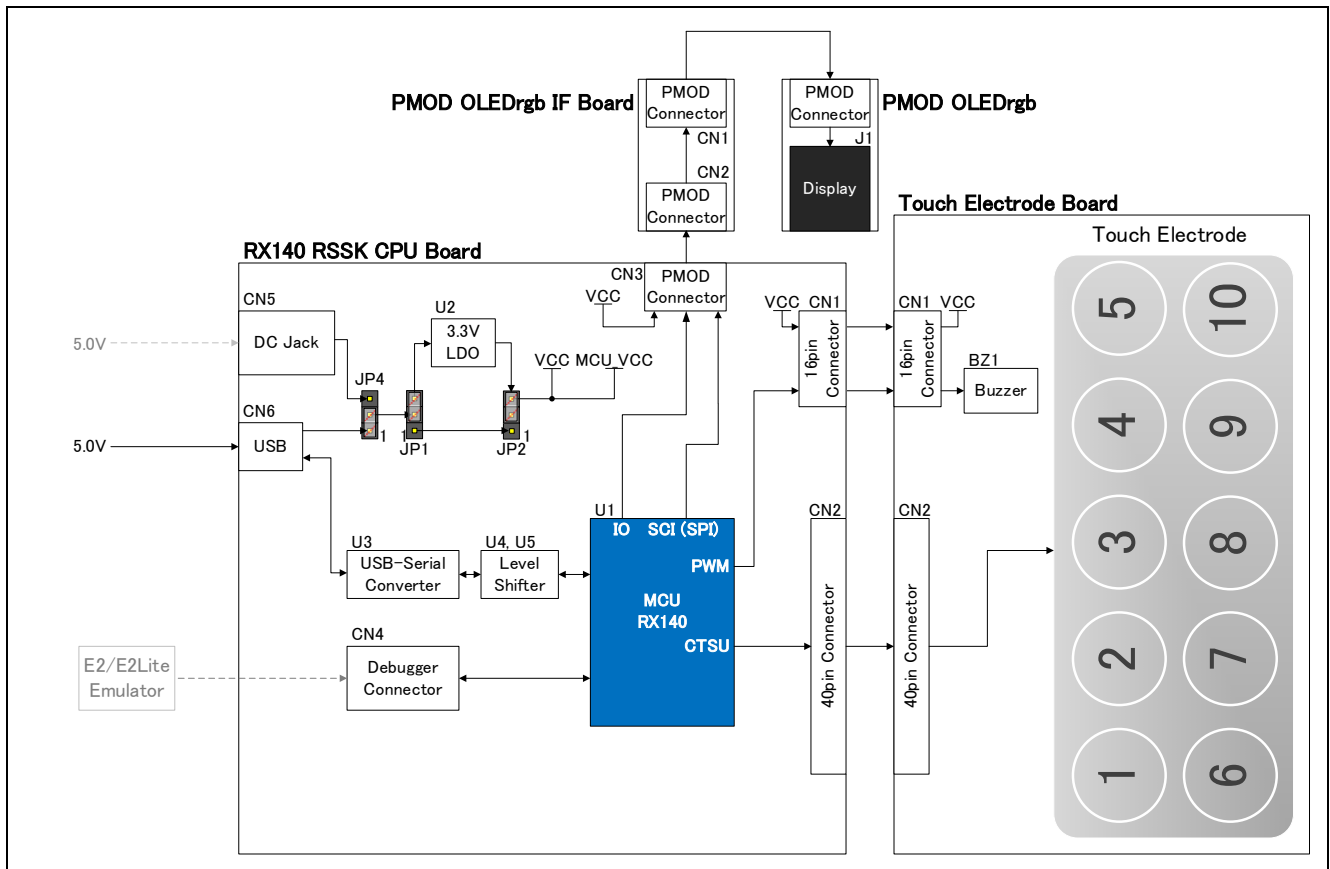 PMOD OLEDrgb IF Board
PMOD
Connector
CN1
CN2
PMOD
Connector
PMOD
Connector
J1
Display
PMOD OLEDrgb
Touch Electrode Board
Touch Electrode
RX140 RSSK CPU Board
CN3
PMOD
Connector
VCC
CN5
DC Jack
5.0V
U2
3.3V
LDO
VCC MCU_VCC
JP4
1
CN6
USB
5.0V
1
JP1
1
JP2
VCC
CN1
16pin
Connector
CN1
VCC
16pin
Connector
BZ1
Buzzer
U1
IO
SCI (SPI)
PWM
MCU
RX140
CTSU
U3
USB-Serial
Converter
U4, U5
Level
Shifter
CN4
Debugger
Connector
E2/E2Lite
Emulator
CN2
40pin Connector
CN2
40pin Connector
5
10
4
9
3
8
2
7
1
6